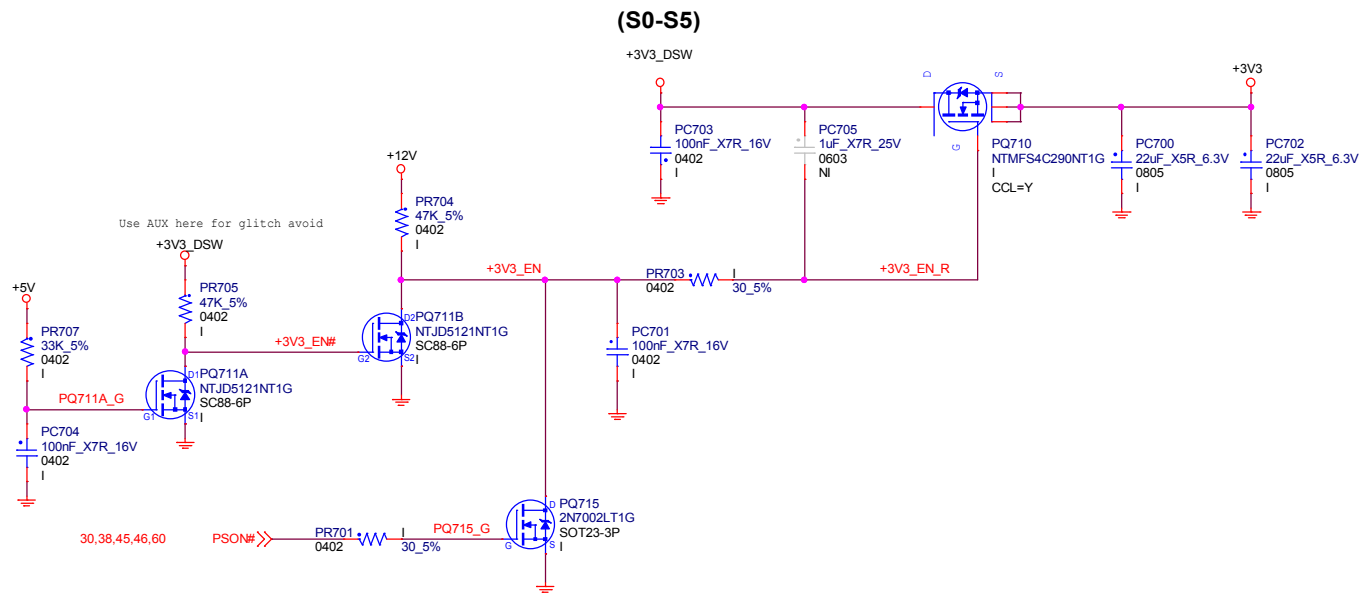 (S0-S5)
+3V3_DSW
D
S
G
+3V3
PC703
100nF_X7R_16V
0402
I
PC705
1uF_X7R_25V
0603
NI
PQ710
NTMFS4C290NT1G
I
CCL=Y
PC700
22uF_X5R_6.3V
0805
I
PC702
22uF_X5R_6.3V
0805
I
+12V
PR704
47K_5%
0402
I
Use AUX here for glitch avoid
+3V3_DSW
PR705
47K_5%
0402
I
+5V
PR707
33K_5%
0402
I
+3V3_EN
PR703
0402
I
30_5%
+3V3_EN_R
+3V3_EN#
D2
G2
S2
PQ711B
NTJD5121NT1G
SC88-6P
I
PC701
100nF_X7R_16V
0402
I
PQ711A_G
D1
G1
S1
PQ711A
NTJD5121NT1G
SC88-6P
I
PC704
100nF_X7R_16V
0402
I
30,38,45,46,60
PSON#
PR701
0402
I
30_5%
PQ715_G
D
G
S
PQ715
2N7002LT1G
SOT23-3P
I